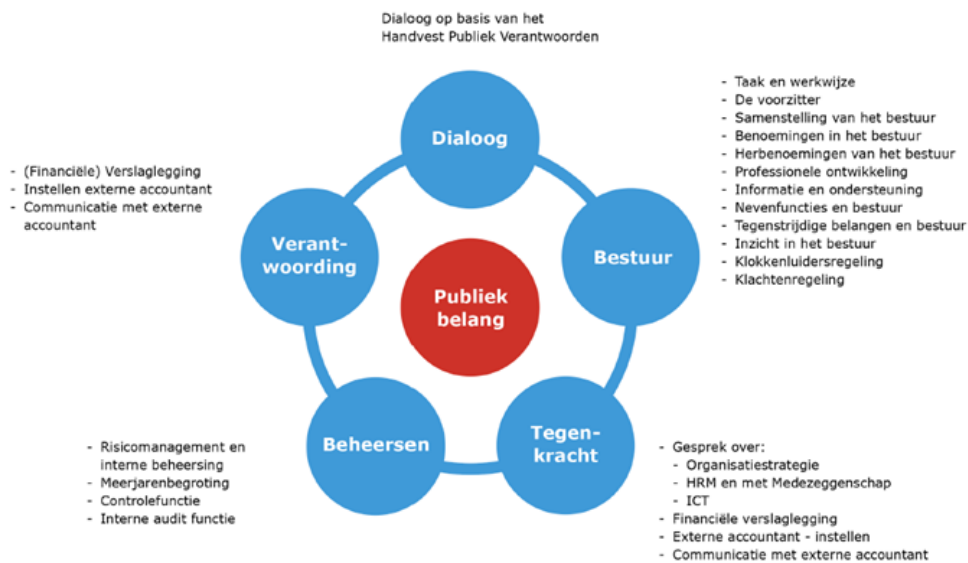 Dialoog op basis van het
Handvest Publiek Verantwoorden
Dialoog
- Taak en werkwijze
- De voorzitter
- Samenstelling van het bestuur
- Benoemingen in het bestuur
- Herbenoemingen van het bestuur
- Professionele ontwikkeling
- Informatie en ondersteuning
- Nevenfuncties en bestuur
- Tegenstrijdige belangen en bestuur
- Inzicht in het bestuur
- Klokkenluidersregeling
- Klachtenregeling
Bestuur
- (Financiële) Verslaglegging
- Instellen externe accountant
- Communicatie met externe
accountant
Verant-
woording
Publiek
belang
Beheersen
- Risicomanagement en
interne beheersing
- Meerjarenbegroting
- Controlefunctie
- Interne audit functie
Tegen-
kracht
- Gesprek over:
- Organisatiestrategie
- HRM en met Medezeggenschap
- ICT
- Financiële verslaglegging
- Externe accountant - instellen
- Communicatie met externe accountant